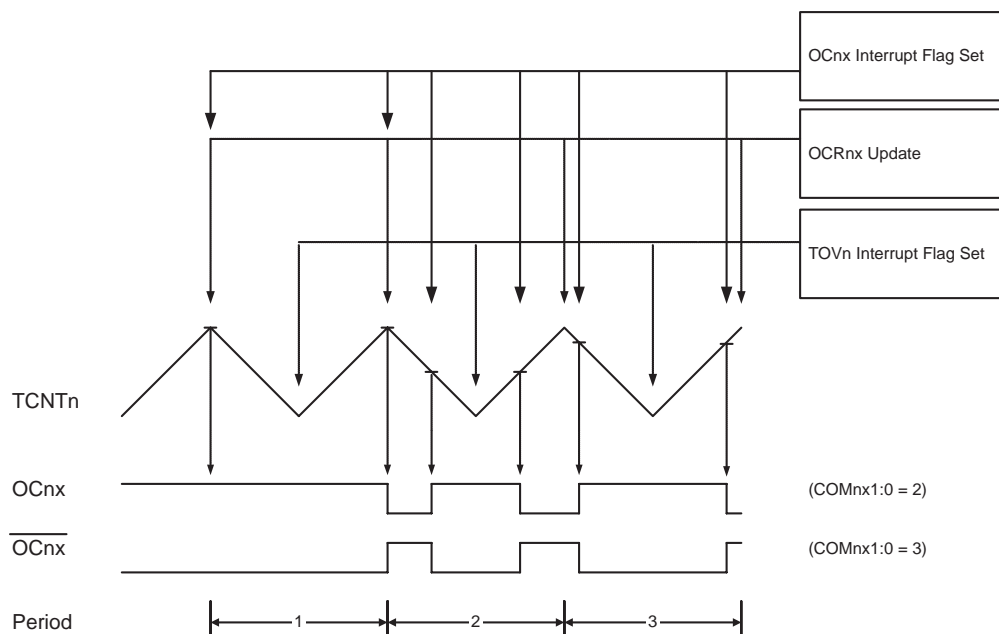 OCnx Interrupt Flag Set
OCRnx Update
TOVn Interrupt Flag Set
TCNTn
OCnx
(COMnx1:0 = 2)
OCnx
(COMnx1:0 = 3)
Period
1
2
3